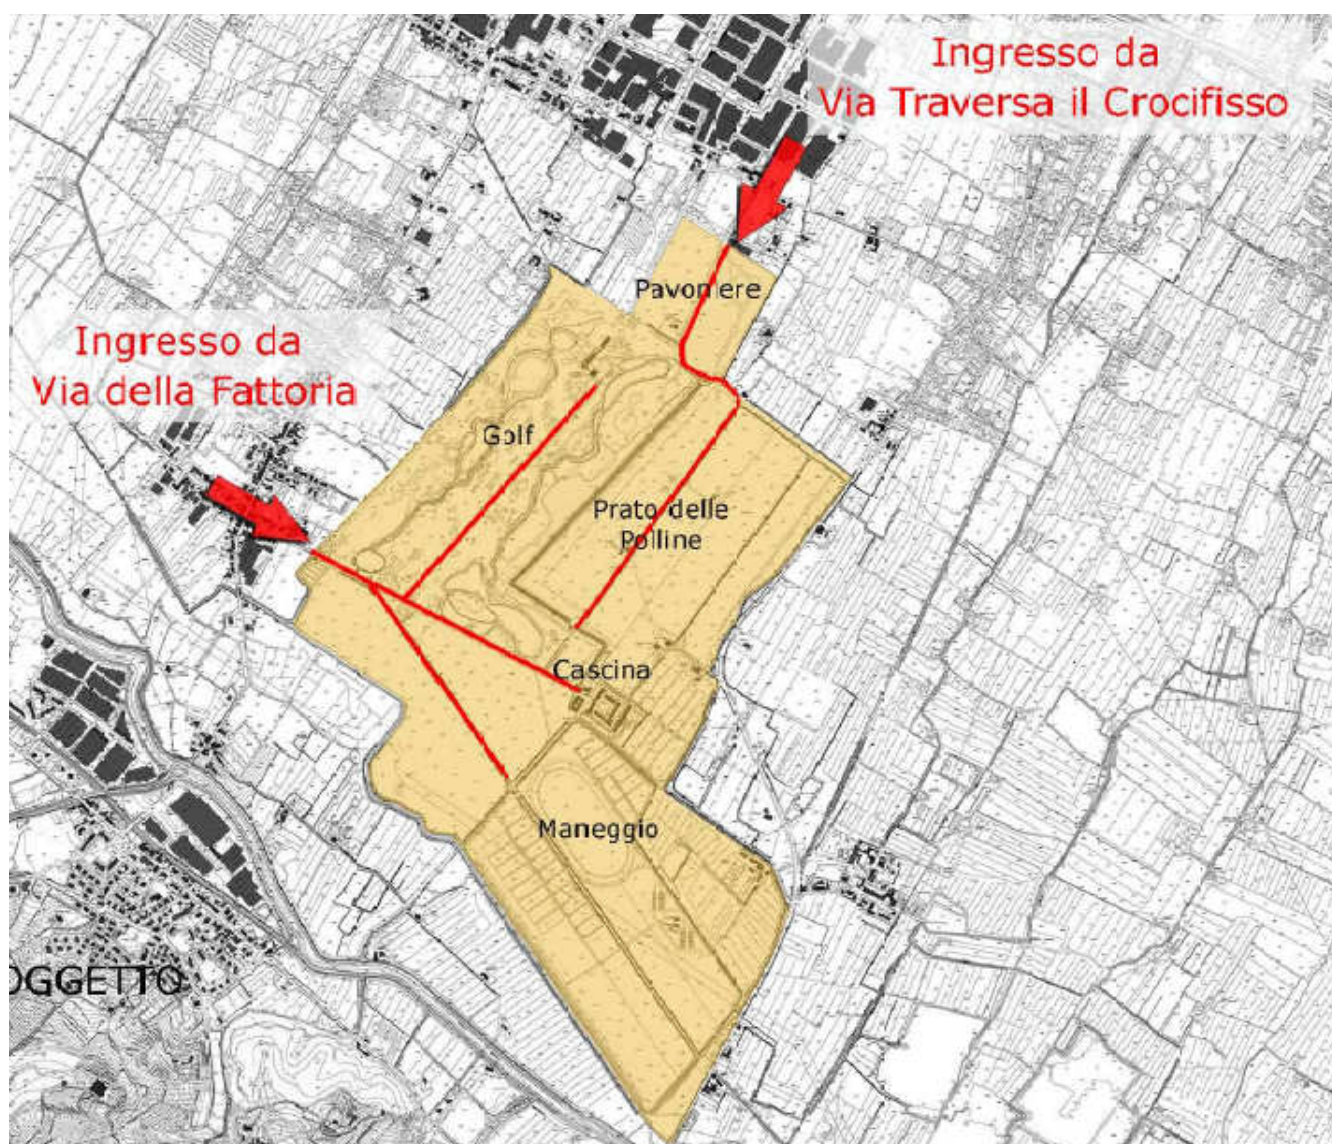 Ingresso da
Via Traversa il Crocifisso
Pavoniere
Ingresso da
Via della Fattoria
Golf
Prato delle
Polline
Cascina
Maneggio
OGGETTO